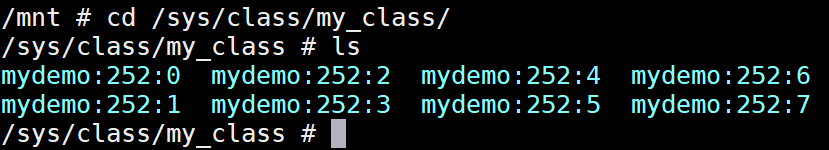 /mnt # cd /sys/class/my_class/
/sys/class/my_class # ls
mydemo:252:0  mydemo:252:2  mydemo:252:4  mydemo:252:6
mydemo:252:1  mydemo:252:3  mydemo:252:5  mydemo:252:7
/sys/class/my_class #